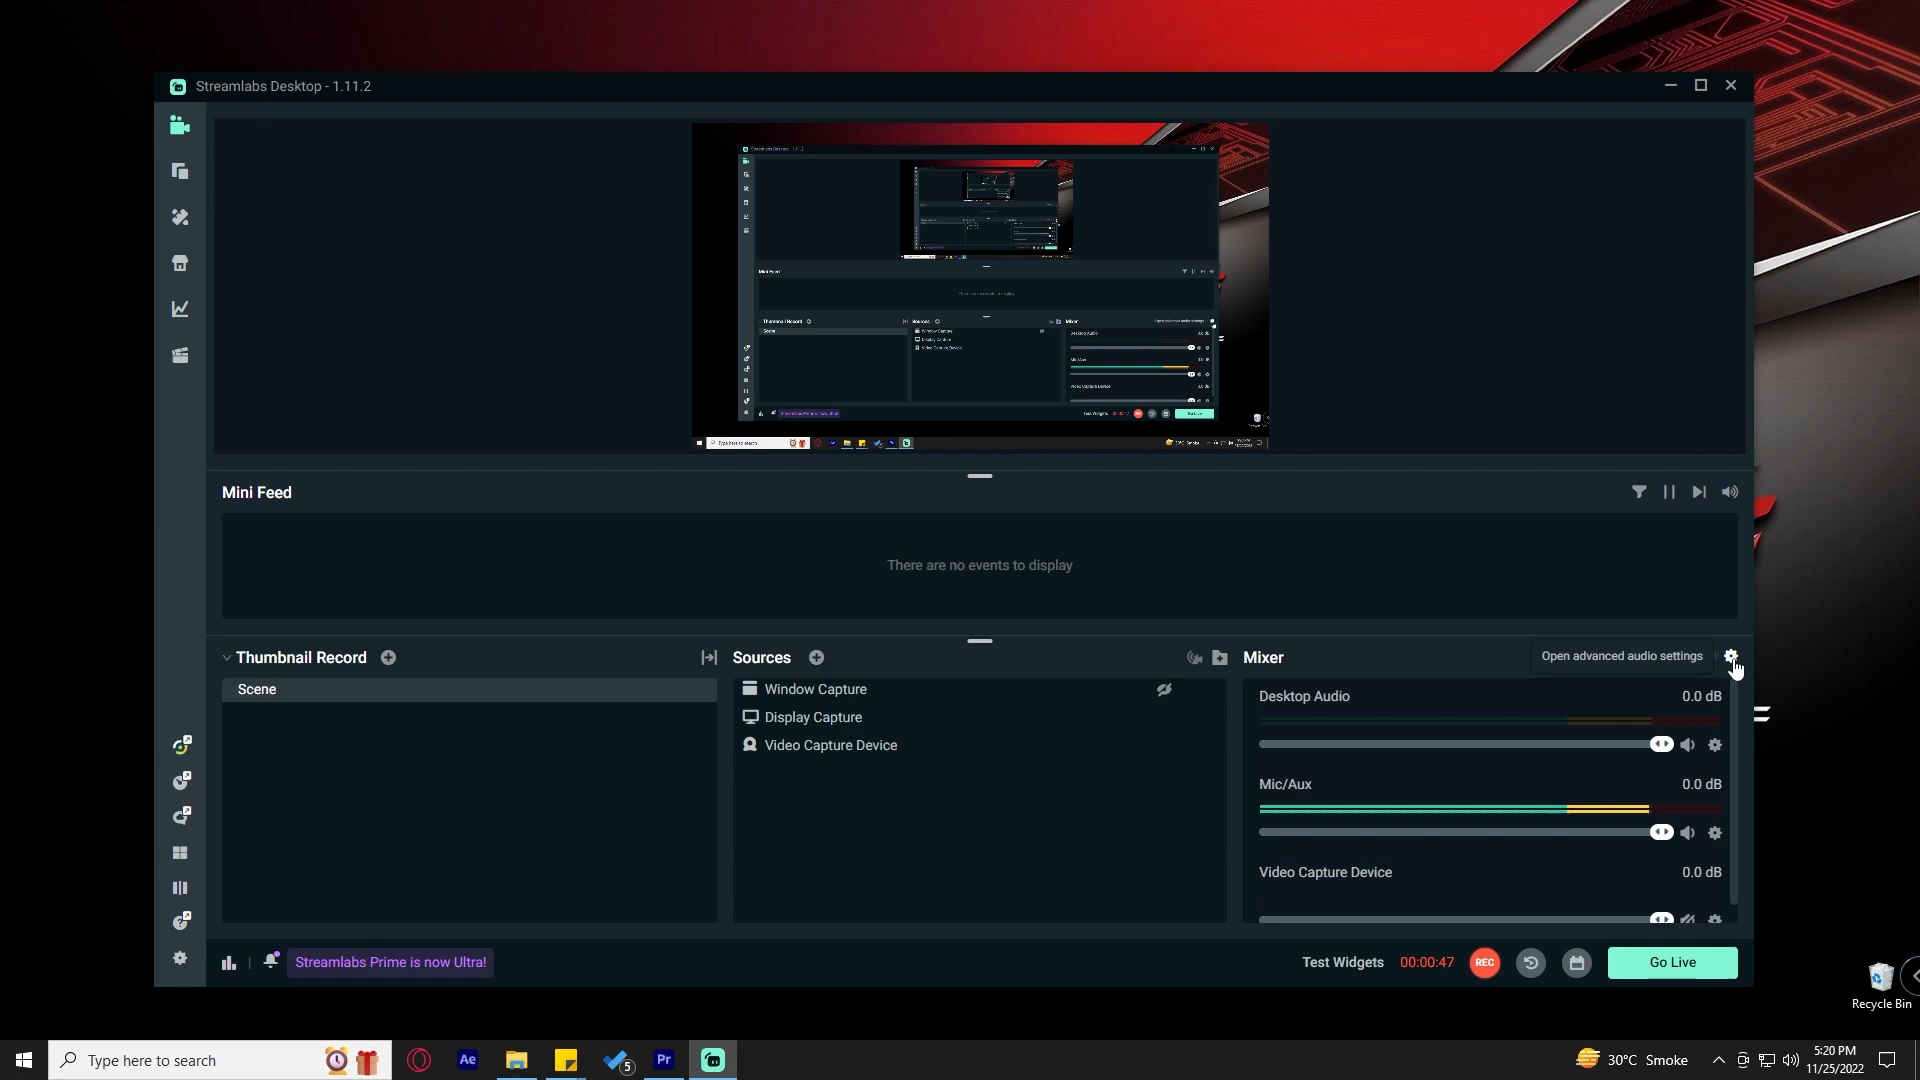 Streamlabs Desktop - 1.11.2
Mini Feed
There are no events to display
Thumbnail Record
Scene
Sources
Window Capture
Display Capture
Video Capture Device
Mixer
Open advanced audio settings
Desktop Audio 0.0 dB
Mic/Aux 0.0 dB
Video Capture Device 0.0 dB
Streamlabs Prime is now Ultra!
Test Widgets 00:00:47 REC Go Live
Recycle Bin
Type here to search
Ae
5
Pr
30°C Smoke
5:20 PM
11/25/2022